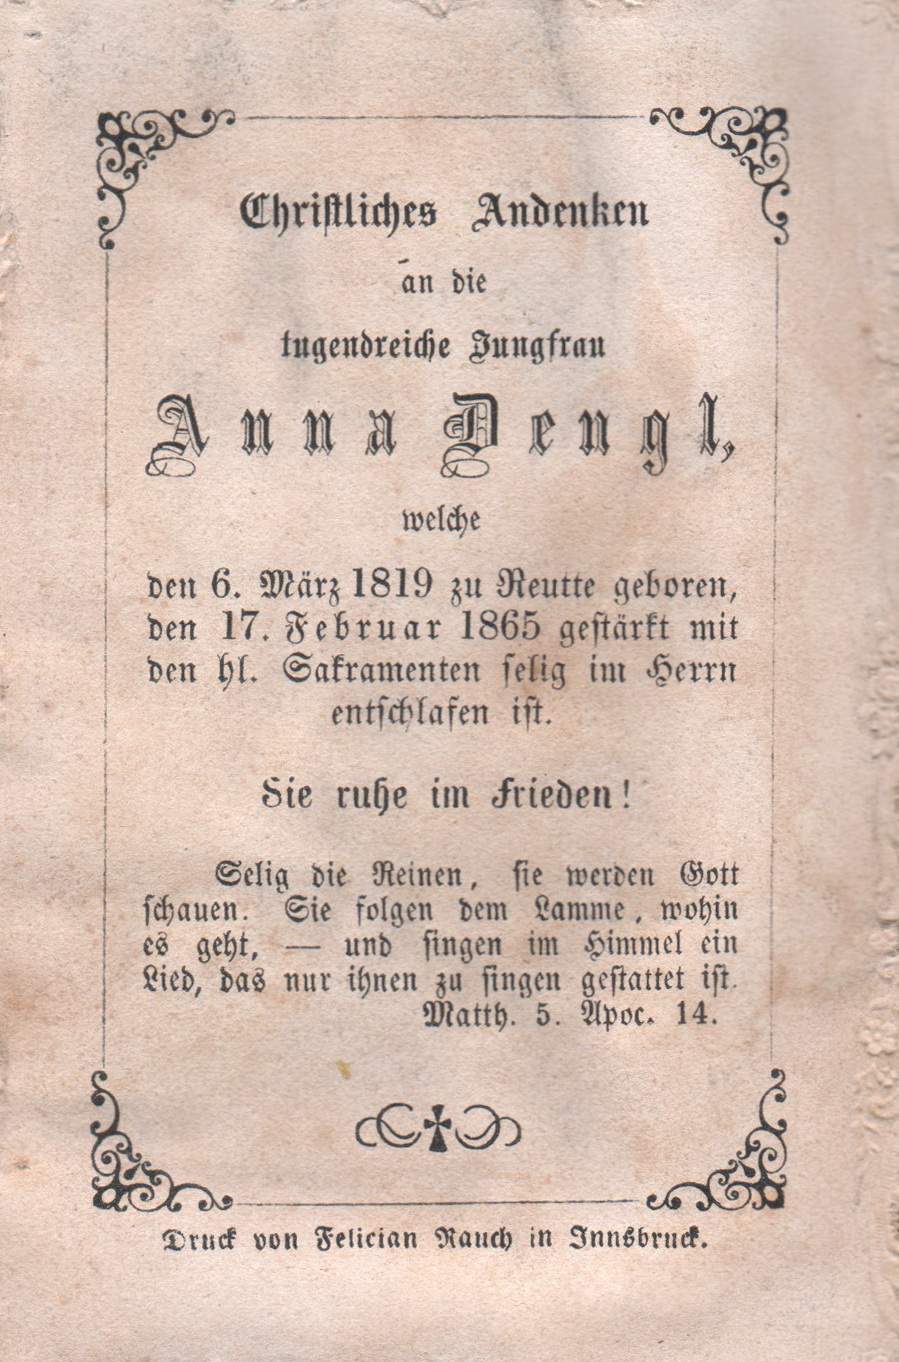 Christliches Andenken
an die
tugendreiche Jungfrau
Anna Dengl,
welche
den 6. März 1819 zu Reutte geboren,
den 17. Februar 1865 gestärkt mit
den hl. Sakramenten selig im Herrn
entschlafen ist.
Sie ruhe im Frieden!
Selig die Reinen, sie werden Gott
schauen. Sie folgen dem Lamme, wohin
es geht, — und singen im Himmel ein
Lied, das nur ihnen zu singen gestattet ist.
Matth. 5. Apoc. 14.
Druck von Felician Rauch in Innsbruck.